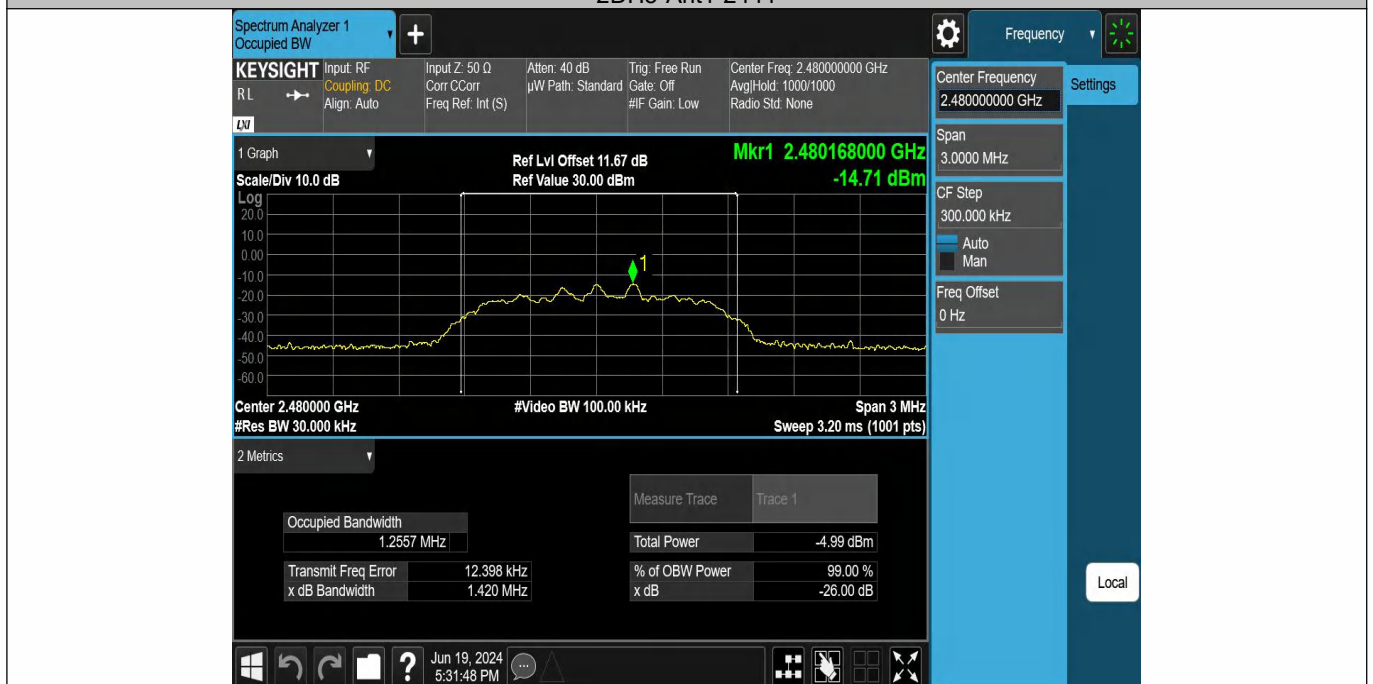 Spectrum Analyzer 1
Occupied BW
+
Frequency
KEYSIGHT
RL
LXI
Input: RF
Coupling: DC
Align: Auto
Input Z: 50 Ω
Corr CCorr
Freq Ref: Int (S)
Atten: 40 dB
µW Path: Standard
Trig: Free Run
Gate: Off
#IF Gain: Low
Center Freq: 2.480000000 GHz
Avg|Hold: 1000/1000
Radio Std: None
Center Frequency
2.480000000 GHz
Settings
Span
3.0000 MHz
CF Step
300.000 kHz
Auto
Man
Freq Offset
0 Hz
Local
1 Graph
Scale/Div 10.0 dB
Ref Lvl Offset 11.67 dB
Ref Value 30.00 dBm
Mkr1 2.480168000 GHz
-14.71 dBm
Log
20.0
10.0
0.00
-10.0
-20.0
-30.0
-40.0
-50.0
-60.0
1
Center 2.480000 GHz
#Video BW 100.00 kHz
Span 3 MHz
#Res BW 30.000 kHz
Sweep 3.20 ms (1001 pts)
2 Metrics
Measure Trace
Trace 1
Occupied Bandwidth
1.2557 MHz
Total Power
-4.99 dBm
Transmit Freq Error
12.398 kHz
% of OBW Power
99.00 %
x dB Bandwidth
1.420 MHz
x dB
-26.00 dB
?
Jun 19, 2024
5:31:48 PM